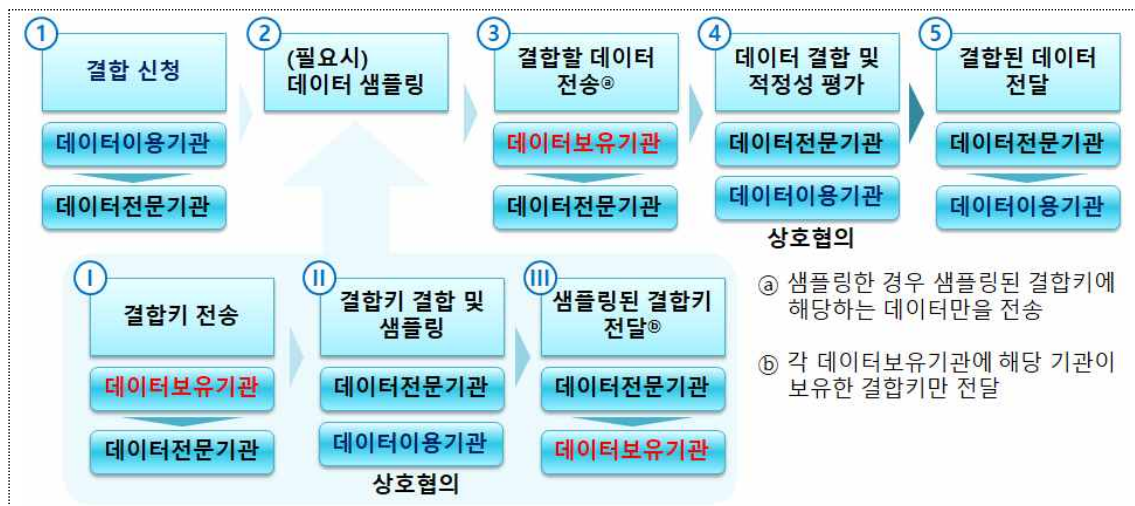 1
결합 신청
데이터이용기관
데이터전문기관
2
(필요시)
데이터 샘플링
3
결합할 데이터
전송ⓐ
데이터보유기관
데이터전문기관
4
데이터 결합 및
적정성 평가
데이터전문기관
데이터이용기관
상호협의
5
결합된 데이터
전달
데이터전문기관
데이터이용기관
I
결합키 전송
데이터보유기관
데이터전문기관
II
결합키 결합 및
샘플링
데이터전문기관
데이터이용기관
상호협의
III
샘플링된 결합키
전달ⓑ
데이터전문기관
데이터보유기관
ⓐ 샘플링한 경우 샘플링된 결합키에
해당하는 데이터만을 전송
ⓑ 각 데이터보유기관에 해당 기관이
보유한 결합키만 전달